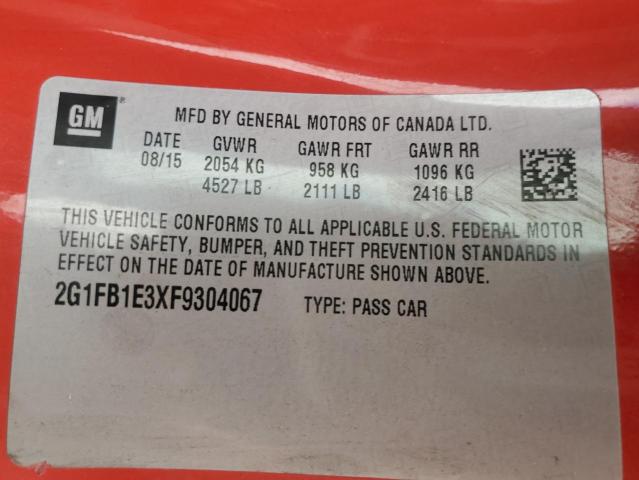 GM®
MFD BY GENERAL MOTORS OF CANADA LTD.
DATE GVWR GAWR FRT GAWR RR
08/15 2054 KG 958 KG 1096 KG
4527 LB 2111 LB 2416 LB
THIS VEHICLE CONFORMS TO ALL APPLICABLE U.S. FEDERAL MOTOR
VEHICLE SAFETY, BUMPER, AND THEFT PREVENTION STANDARDS IN
EFFECT ON THE DATE OF MANUFACTURE SHOWN ABOVE.
2G1FB1E3XF9304067 TYPE: PASS CAR